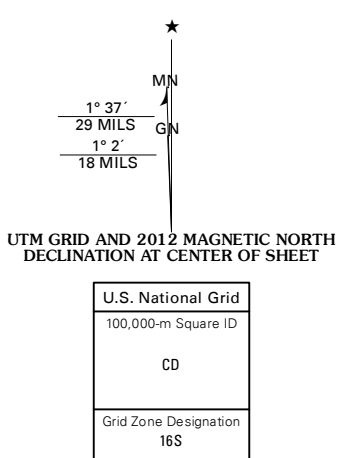 MN
1° 37´
29 MILS
GN
1° 2´
18 MILS
UTM GRID AND 2012 MAGNETIC NORTH
DECLINATION AT CENTER OF SHEET
U.S. National Grid
100,000-m Square ID
CD
Grid Zone Designation
16S